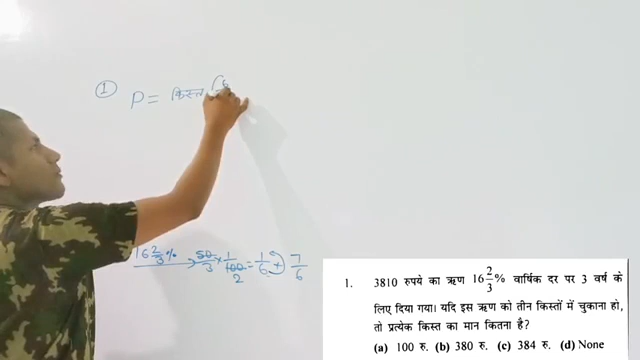 ① P = किस्त (6
16 2/3 % → 50/3 × 1/100 2 = 1/6 + 7/6
1. 3810 रुपये का ऋण 16 2/3 % वार्षिक दर पर 3 वर्ष के
लिए दिया गया। यदि इस ऋण को तीन किस्तों में चुकाना हो,
तो प्रत्येक किस्त का मान कितना है?
(a) 100 रु. (b) 380 रु. (c) 384 रु. (d) None